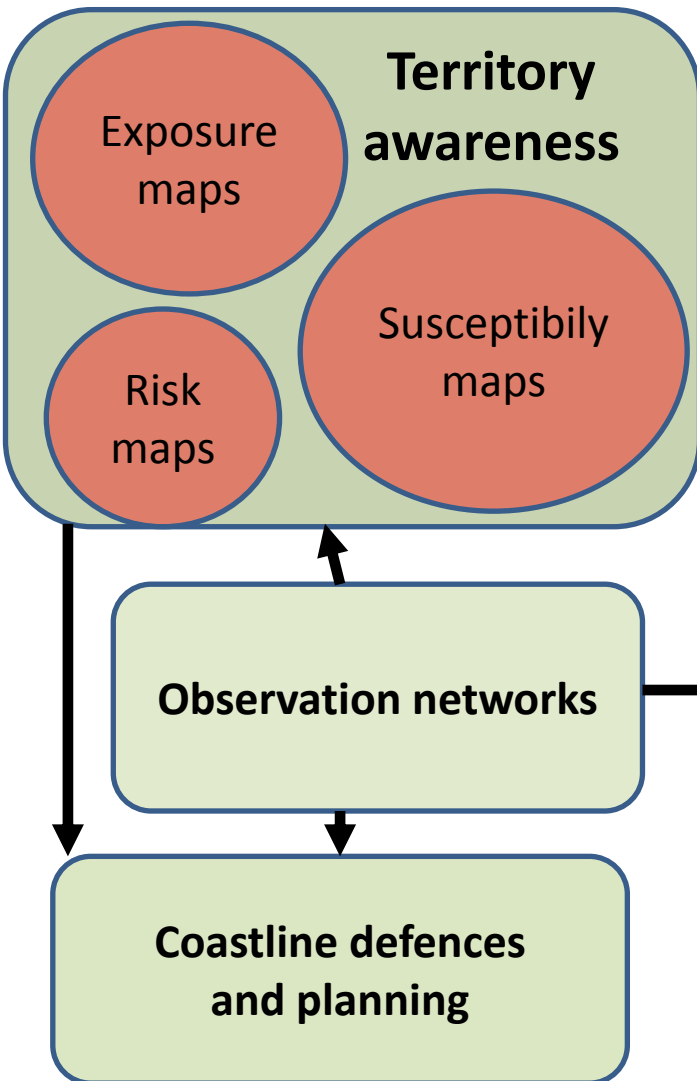 Territory
awareness
Exposure
maps
Susceptibily
maps
Risk
maps
Observation networks
Coastline defences
and planning